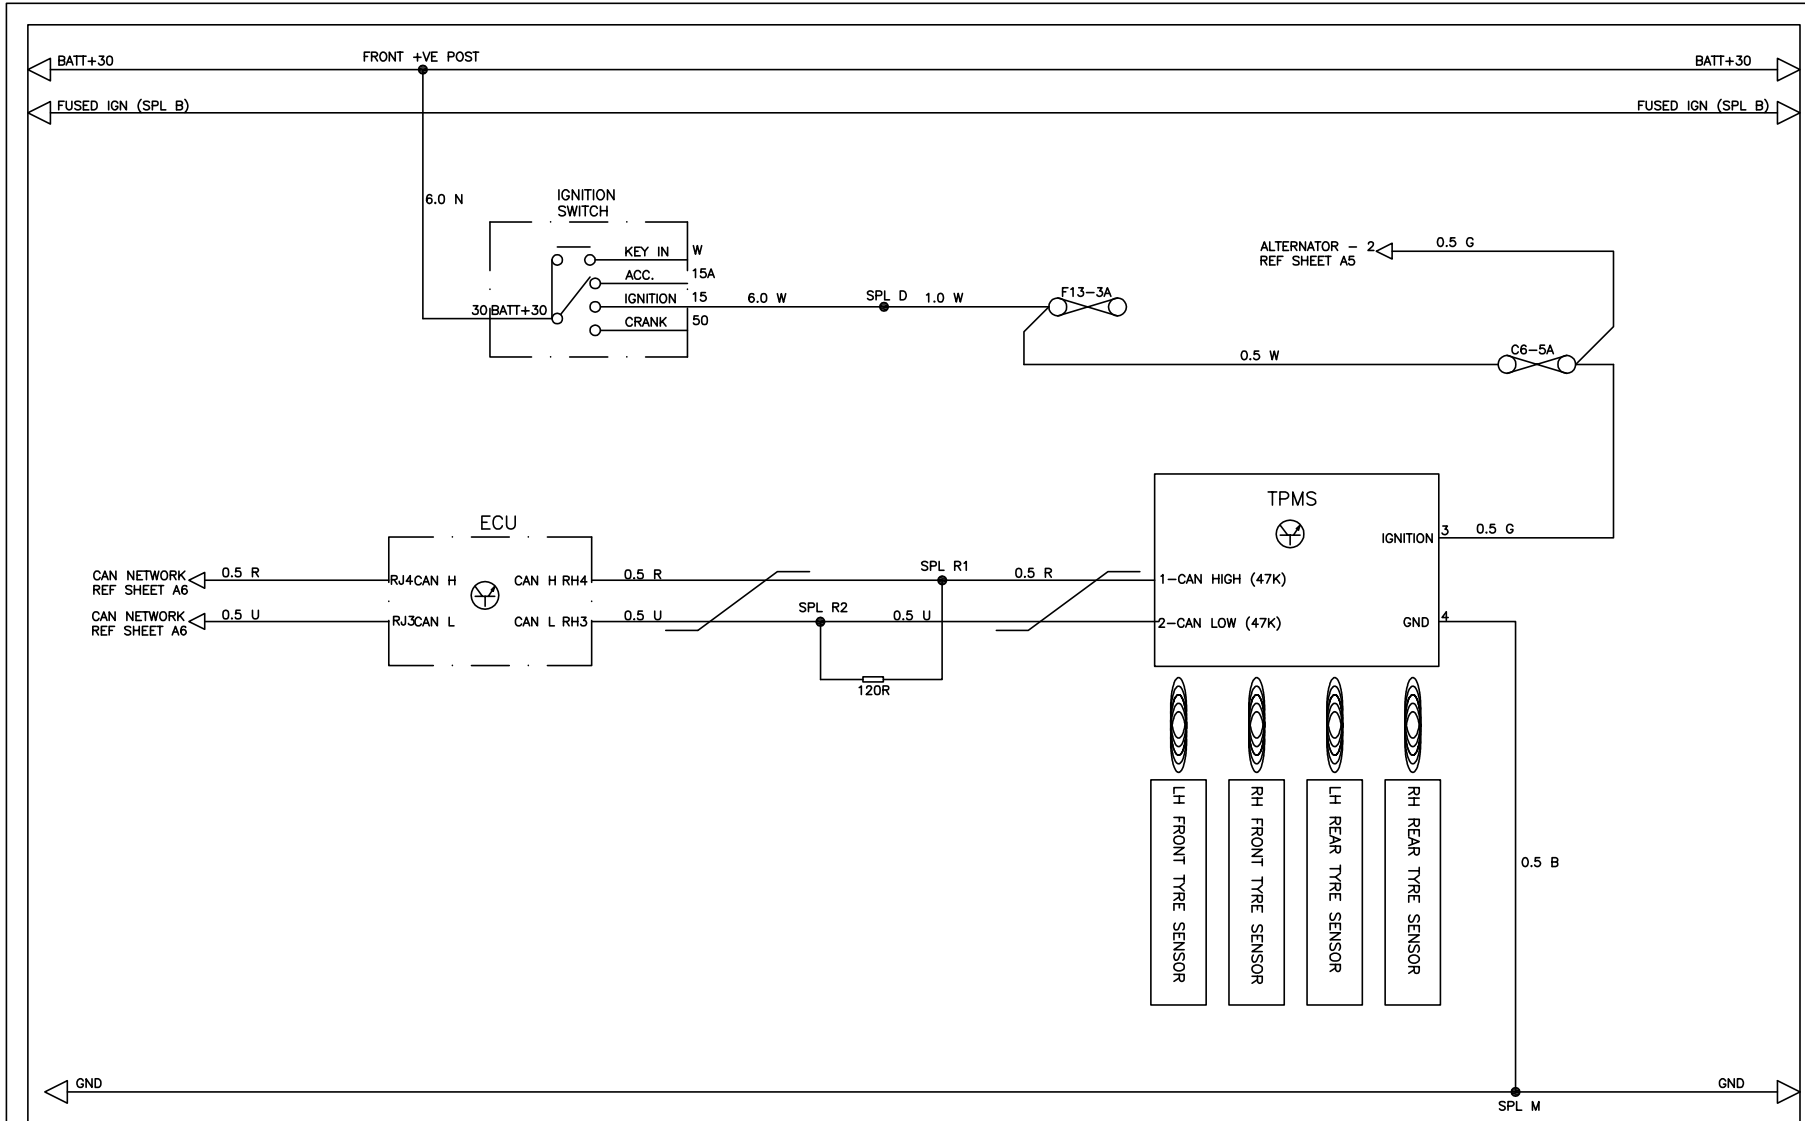 BATT+30
FRONT +VE POST
BATT+30
FUSED IGN (SPL B)
FUSED IGN (SPL B)
6.0 N
IGNITION
SWITCH
KEY IN
W
ACC.
15A
IGNITION
15
CRANK
50
30
BATT+30
6.0 W
SPL D
1.0 W
F13-3A
ALTERNATOR - 2
REF SHEET A5
0.5 G
0.5 W
C6-5A
ECU
CAN NETWORK
REF SHEET A6
0.5 R
RJ4
CAN H
CAN H
RH4
0.5 R
SPL R1
0.5 R
CAN NETWORK
REF SHEET A6
0.5 U
RJ3
CAN L
CAN L
RH3
0.5 U
SPL R2
0.5 U
120R
TPMS
IGNITION
3
0.5 G
1-CAN HIGH (47K)
2-CAN LOW (47K)
GND
4
LH FRONT TYRE SENSOR
RH FRONT TYRE SENSOR
LH REAR TYRE SENSOR
RH REAR TYRE SENSOR
0.5 B
GND
GND
SPL M